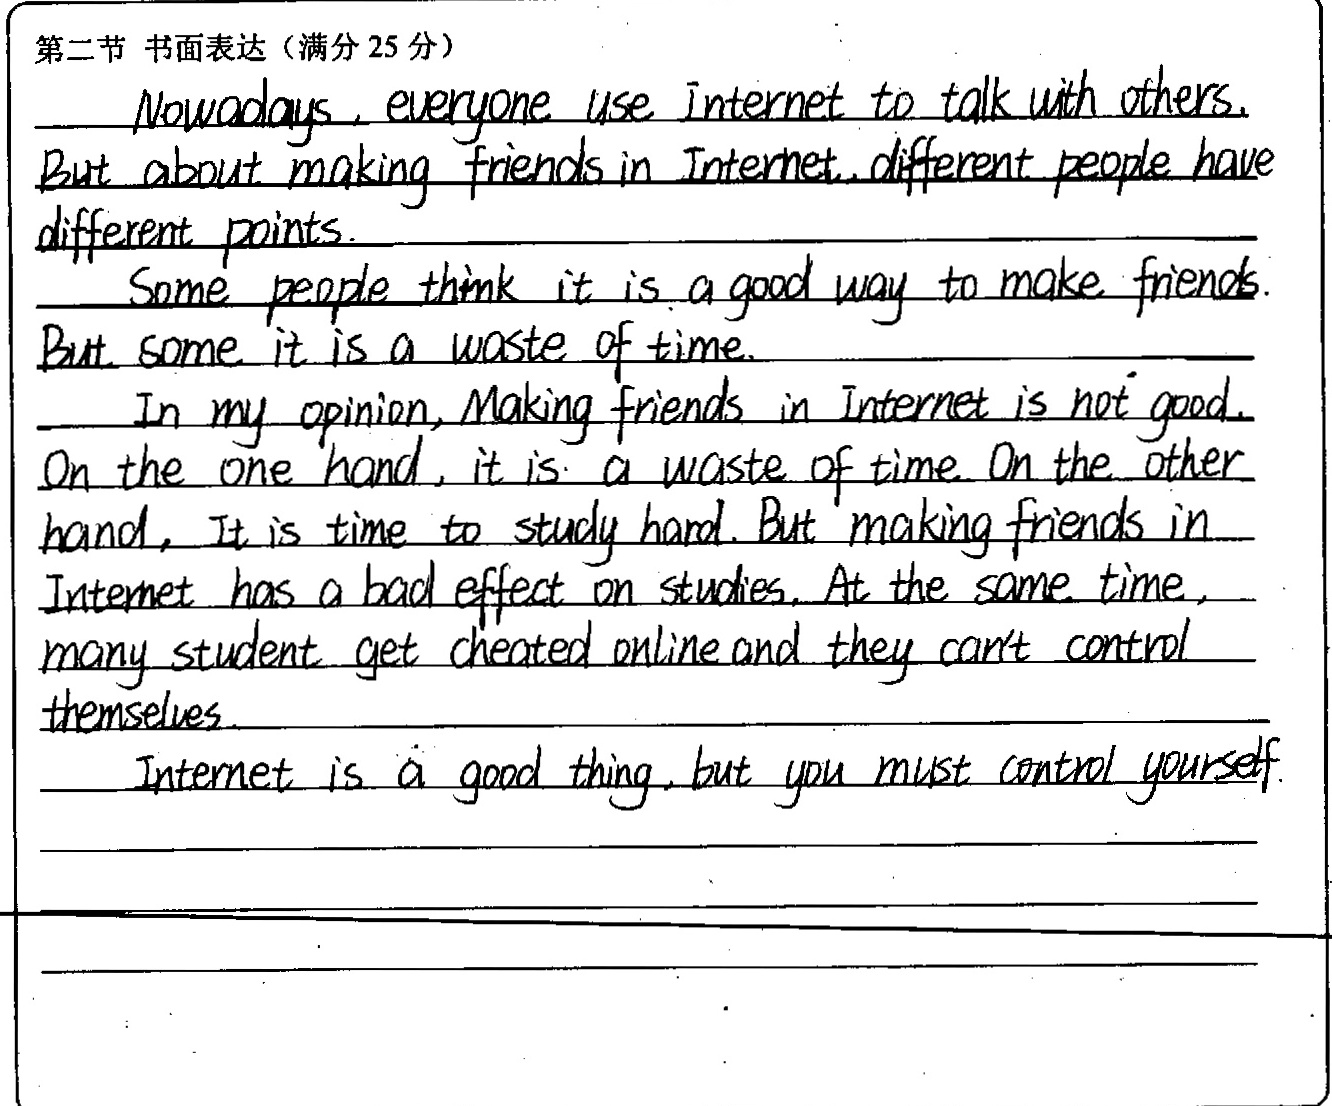 第二节 书面表达（满分 25 分）
Nowadays, everyone use Internet to talk with others.
But about making friends in Internet, different people have
different points.
Some people think it is a good way to make friends.
But some it is a waste of time.
In my opinion, Making friends in Internet is not good.
On the one hand, it is a waste of time. On the other
hand, It is time to study hard. But making friends in
Internet has a bad effect on studies. At the same time,
many student get cheated online and they can't control
themselves.
Internet is a good thing, but you must control yourself.